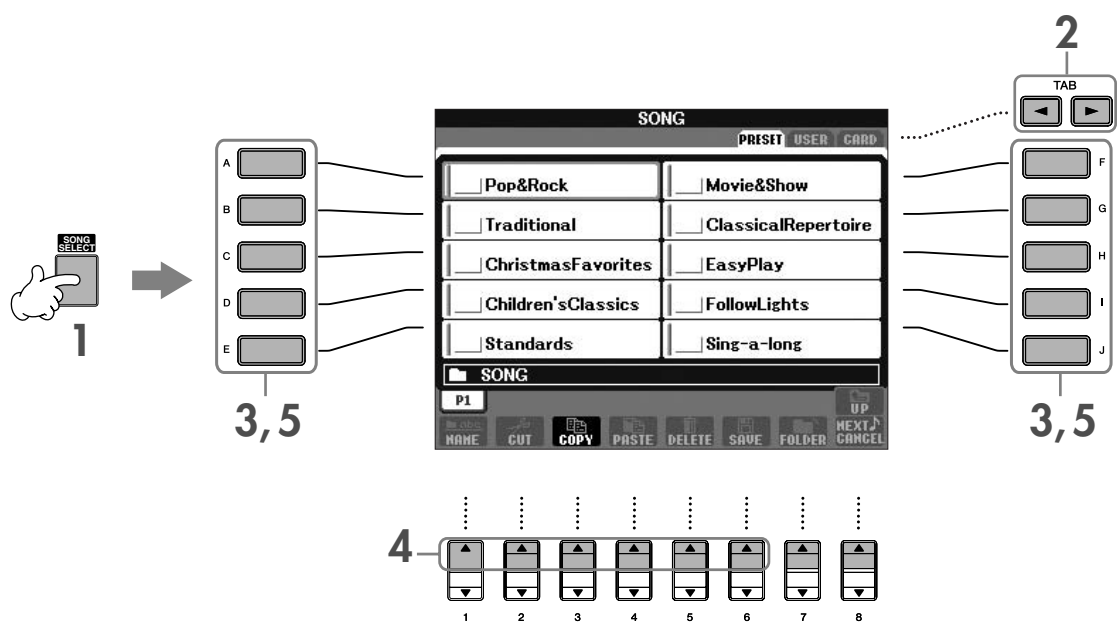 2
TAB
SONG
PRESET USER CARD
A
Pop&Rock
Movie&Show
F
B
Traditional
ClassicalRepertoire
G
SONG
SELECT
C
ChristmasFavorites
EasyPlay
H
D
Children'sClassics
FollowLights
I
1
E
Standards
Sing-a-long
J
SONG
3,5
P1
UP
3,5
NAME CUT COPY PASTE DELETE SAVE FOLDER NEXT♪
CANCEL
4
1 2 3 4 5 6 7 8